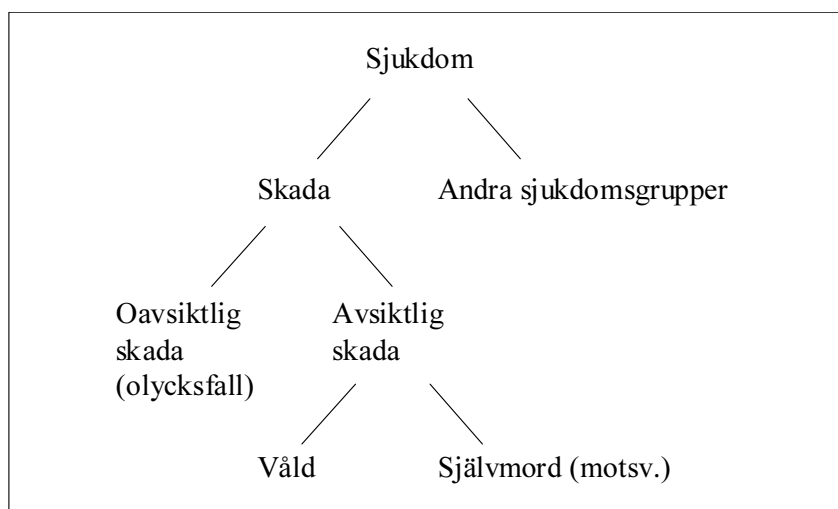 Sjukdom
Skada
Andra sjukdomsgrupper
Oavsiktlig
skada
(olycksfall)
Avsiktlig
skada
Våld
Självmord (motsv.)